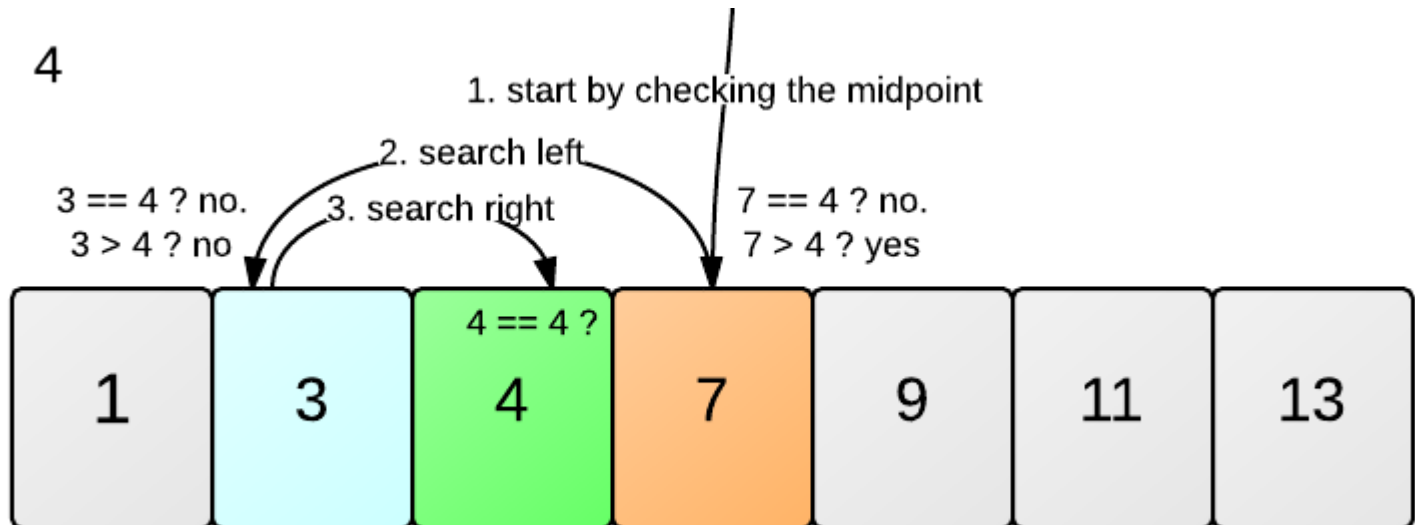 4
1. start by checking the midpoint
2. search left
3 == 4 ? no.
3. search right
7 == 4 ? no.
3 > 4 ? no
7 > 4 ? yes
4 == 4 ?
1
3
4
7
9
11
13